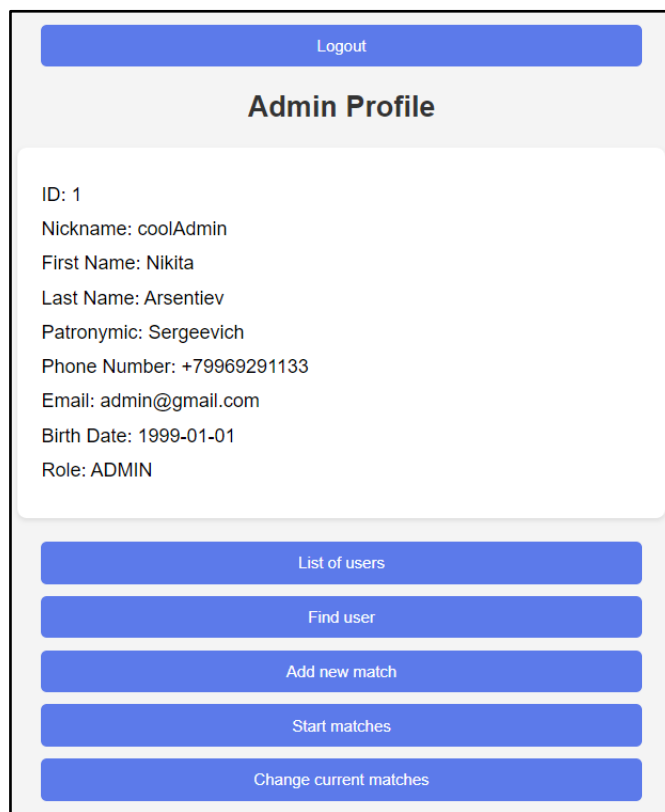 Logout
Admin Profile
ID: 1
Nickname: coolAdmin
First Name: Nikita
Last Name: Arsentiev
Patronymic: Sergeevich
Phone Number: +79969291133
Email: admin@gmail.com
Birth Date: 1999-01-01
Role: ADMIN
List of users
Find user
Add new match
Start matches
Change current matches